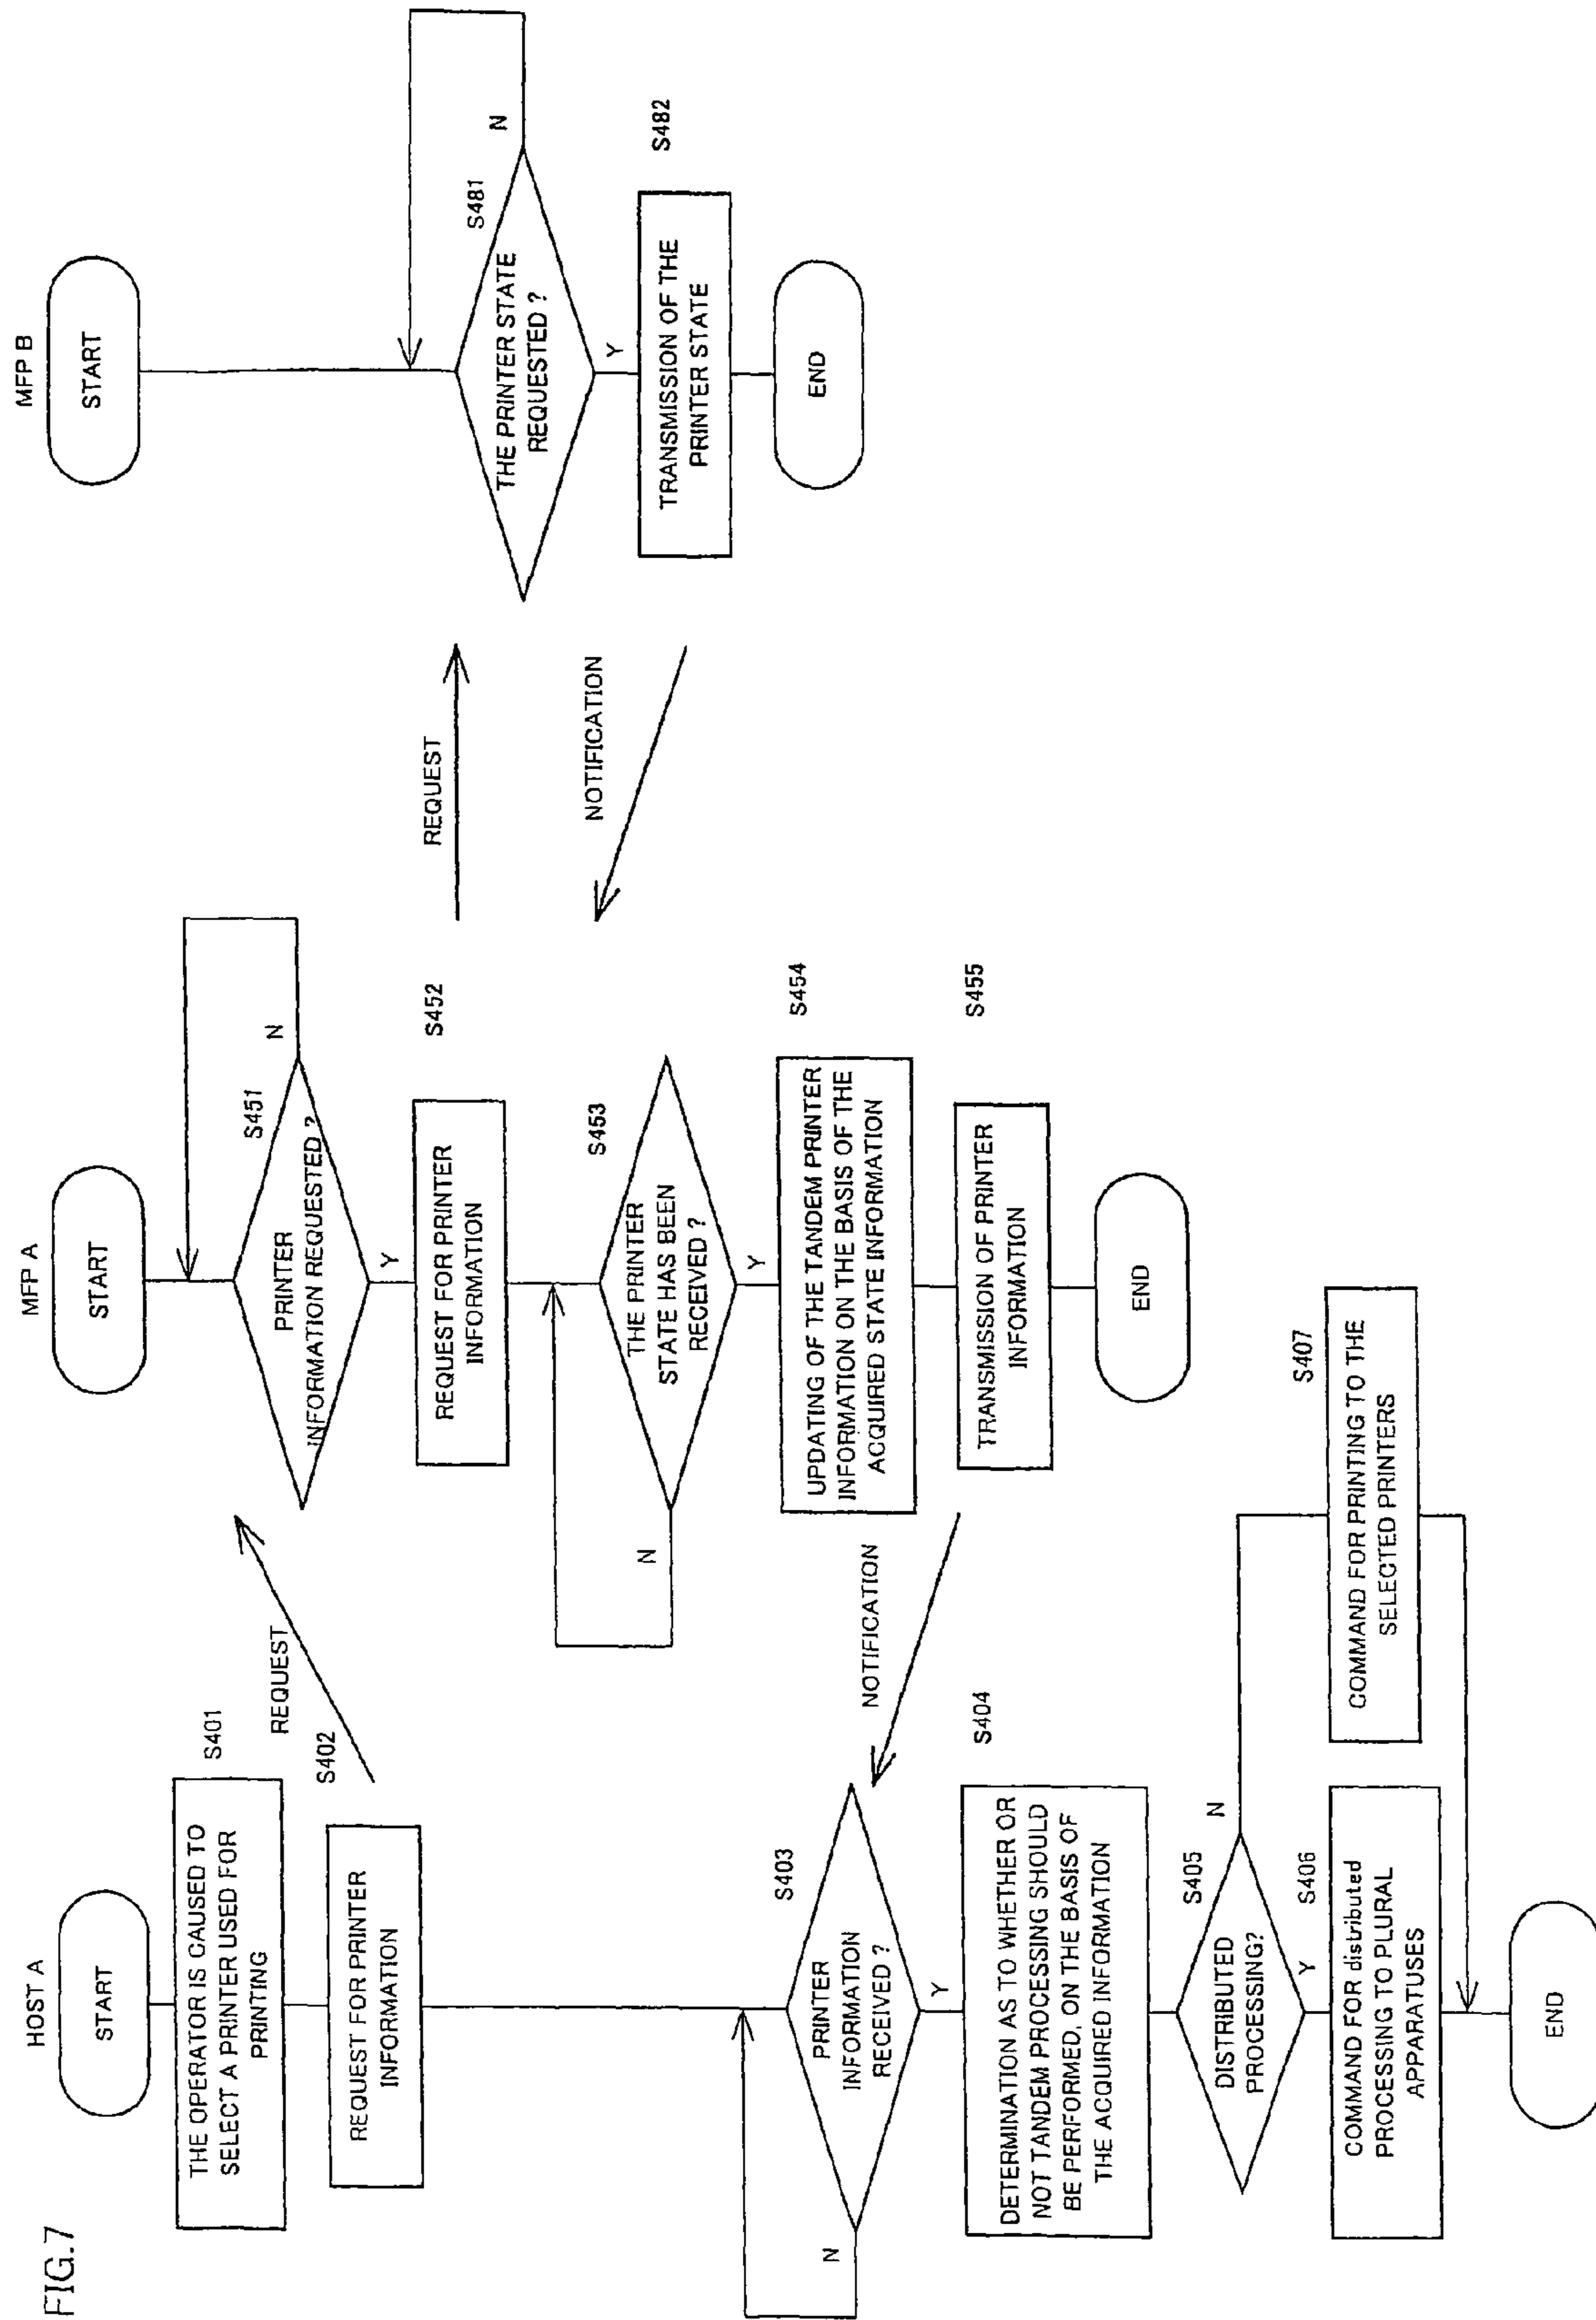 FIG.7
HOST A
START
S401
THE OPERATOR IS CAUSED TO
SELECT A PRINTER USED FOR
PRINTING
S402
REQUEST FOR PRINTER
INFORMATION
REQUEST
S403
PRINTER
INFORMATION
RECEIVED ?
N
Y
S404
DETERMINATION AS TO WHETHER OR
NOT TANDEM PROCESSING SHOULD
BE PERFORMED, ON THE BASIS OF
THE ACQUIRED INFORMATION
S405
DISTRIBUTED
PROCESSING?
N
Y
S406
COMMAND FOR distributed
PROCESSING TO PLURAL
APPARATUSES
S407
COMMAND FOR PRINTING TO THE
SELECTED PRINTERS
END
MFP A
START
S451
PRINTER
INFORMATION REQUESTED ?
N
Y
S452
REQUEST FOR PRINTER
INFORMATION
REQUEST
S453
THE PRINTER
STATE HAS BEEN
RECEIVED ?
N
Y
S454
UPDATING OF THE TANDEM PRINTER
INFORMATION ON THE BASIS OF THE
ACQUIRED STATE INFORMATION
S455
TRANSMISSION OF PRINTER
INFORMATION
NOTIFICATION
END
MFP B
START
S481
THE PRINTER STATE
REQUESTED ?
N
Y
S482
TRANSMISSION OF THE
PRINTER STATE
NOTIFICATION
END